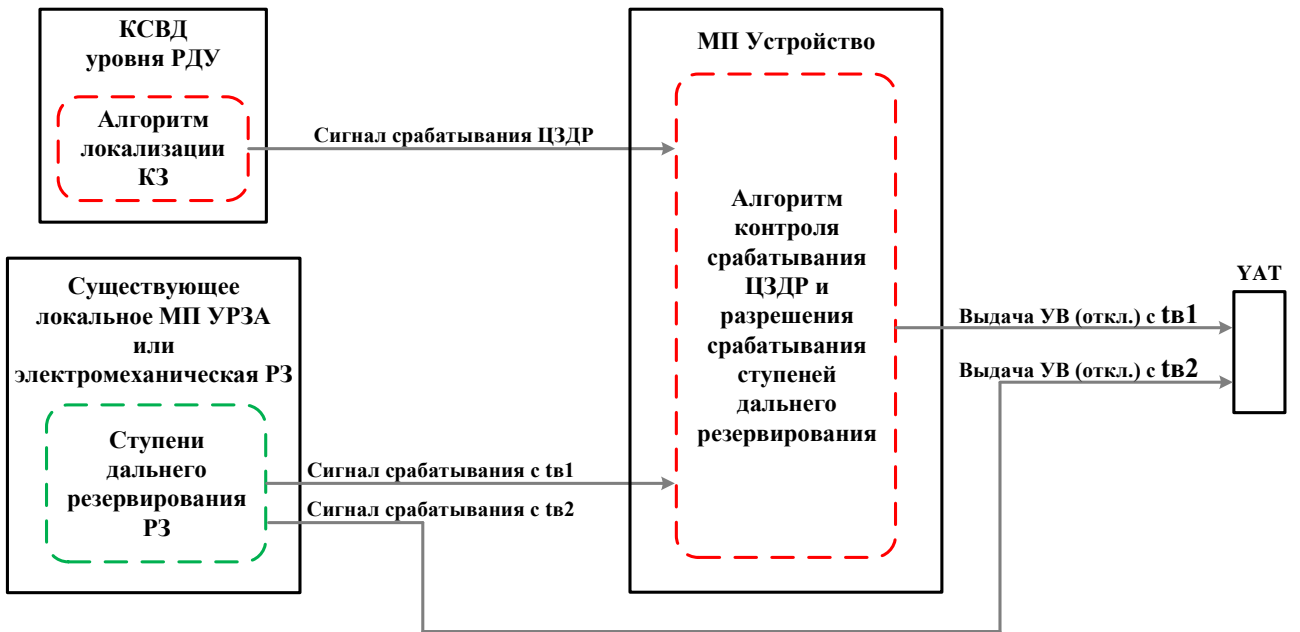 КСВД
уровня РДУ
Алгоритм
локализации
КЗ
Сигнал срабатывания ЦЗДР
МП Устройство
Алгоритм
контроля
срабатывания
ЦЗДР и
разрешения
срабатывания
ступеней
дальнего
резервирования
Существующее
локальное МП УРЗА
или
электромеханическая РЗ
Ступени
дальнего
резервирования
РЗ
Сигнал срабатывания с tв1
Сигнал срабатывания с tв2
Выдача УВ (откл.) с tв1
Выдача УВ (откл.) с tв2
YAT